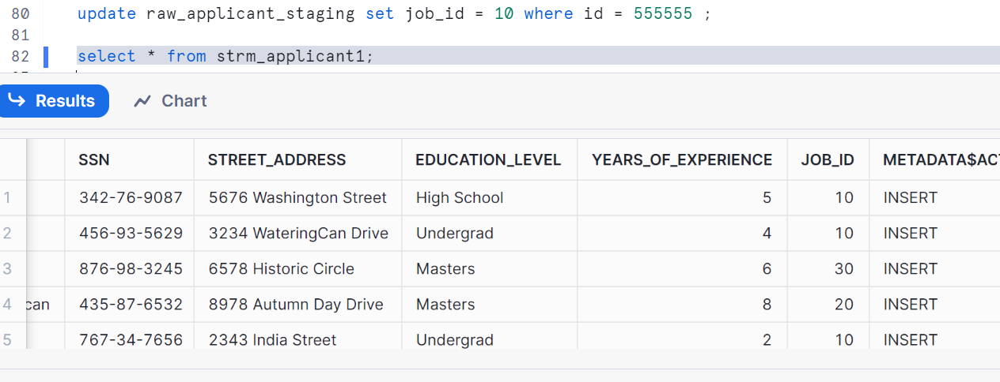 80 update raw_applicant_staging set job_id = 10 where id = 555555 ;
81
82 select * from strm_applicant1;
Results Chart
SSN STREET_ADDRESS EDUCATION_LEVEL YEARS_OF_EXPERIENCE JOB_ID METADATA$AC
1 342-76-9087 5676 Washington Street High School 5 10 INSERT
2 456-93-5629 3234 WateringCan Drive Undergrad 4 10 INSERT
3 876-98-3245 6578 Historic Circle Masters 6 30 INSERT
4 can 435-87-6532 8978 Autumn Day Drive Masters 8 20 INSERT
5 767-34-7656 2343 India Street Undergrad 2 10 INSERT